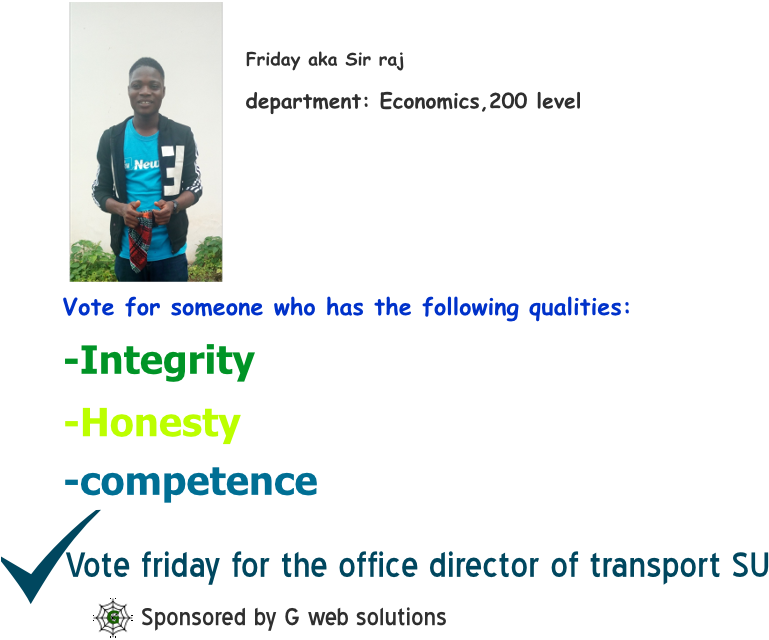 Friday aka Sir raj
department: Economics,200 level
New
E
Vote for someone who has the following qualities:
-Integrity
-Honesty
-competence
Vote friday for the office director of transport SU
G
Sponsored by G web solutions